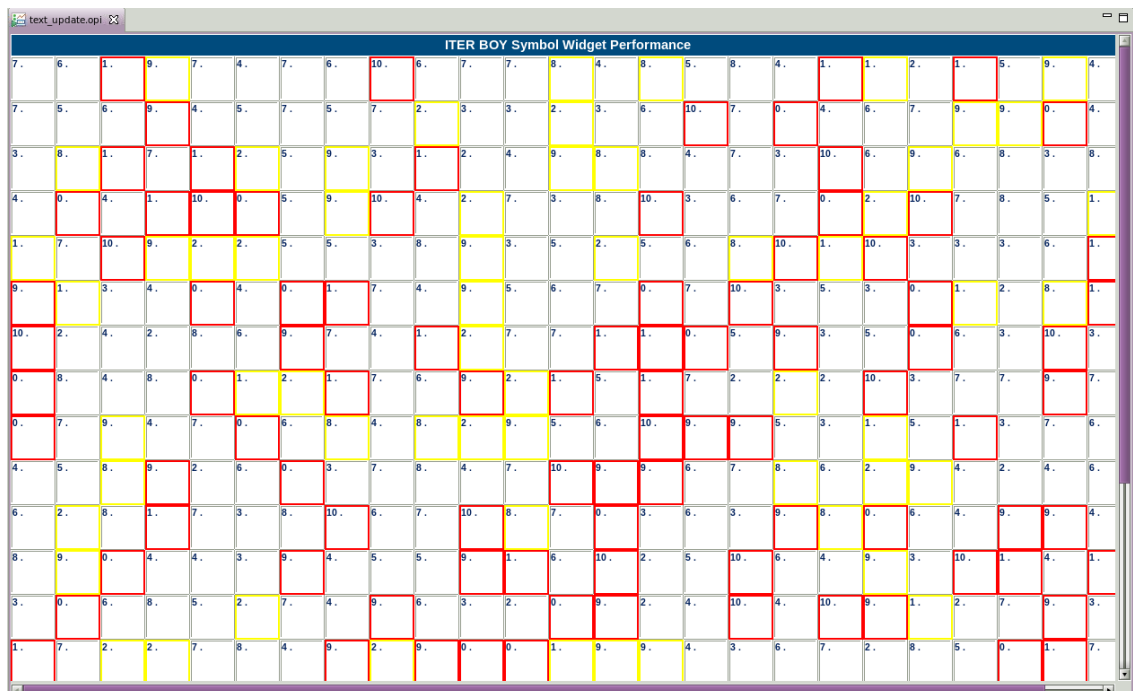 text_update.opi
ITER BOY Symbol Widget Performance
7. 6. 1. 9. 7. 4. 7. 6. 10. 6. 7. 7. 8. 4. 8. 5. 8. 4. 1. 1. 2. 1. 5. 9. 4.
7. 5. 6. 9. 4. 5. 7. 5. 7. 2. 3. 3. 2. 3. 6. 10. 7. 0. 4. 6. 7. 9. 9. 0. 4.
3. 8. 1. 7. 1. 2. 5. 9. 3. 1. 2. 4. 9. 8. 8. 4. 7. 3. 10. 6. 9. 6. 8. 3. 8.
4. 0. 4. 1. 10. 0. 5. 9. 10. 4. 2. 7. 3. 8. 10. 3. 6. 7. 0. 2. 10. 7. 8. 5. 1.
1. 7. 10. 9. 2. 2. 5. 5. 3. 8. 9. 3. 5. 2. 5. 6. 8. 10. 1. 10. 3. 3. 3. 6. 1.
9. 1. 3. 4. 0. 4. 0. 1. 7. 4. 9. 5. 6. 7. 0. 7. 10. 3. 5. 3. 0. 1. 2. 8. 1.
10. 2. 4. 2. 8. 6. 9. 7. 4. 1. 2. 7. 7. 1. 1. 0. 5. 9. 3. 5. 0. 6. 3. 10. 3.
0. 8. 4. 8. 0. 1. 2. 1. 7. 6. 9. 2. 1. 5. 1. 7. 2. 2. 2. 10. 3. 7. 7. 9. 7.
0. 7. 9. 4. 7. 0. 6. 8. 4. 8. 2. 9. 5. 6. 10. 9. 9. 5. 3. 1. 5. 1. 3. 7. 6.
4. 5. 8. 9. 2. 6. 0. 3. 7. 8. 4. 7. 10. 9. 9. 6. 7. 8. 6. 2. 9. 4. 2. 4. 6.
6. 2. 8. 1. 7. 3. 8. 10. 6. 7. 10. 8. 7. 0. 3. 6. 3. 9. 8. 0. 6. 4. 9. 9. 4.
8. 9. 0. 4. 4. 3. 9. 4. 5. 5. 9. 1. 6. 10. 2. 5. 10. 6. 4. 9. 3. 10. 1. 4. 1.
3. 0. 6. 8. 5. 2. 7. 4. 9. 6. 3. 2. 0. 9. 2. 4. 10. 4. 10. 9. 1. 2. 7. 9. 3.
1. 7. 2. 2. 7. 8. 4. 9. 2. 9. 0. 0. 1. 9. 9. 4. 3. 6. 7. 2. 8. 5. 0. 1. 7.